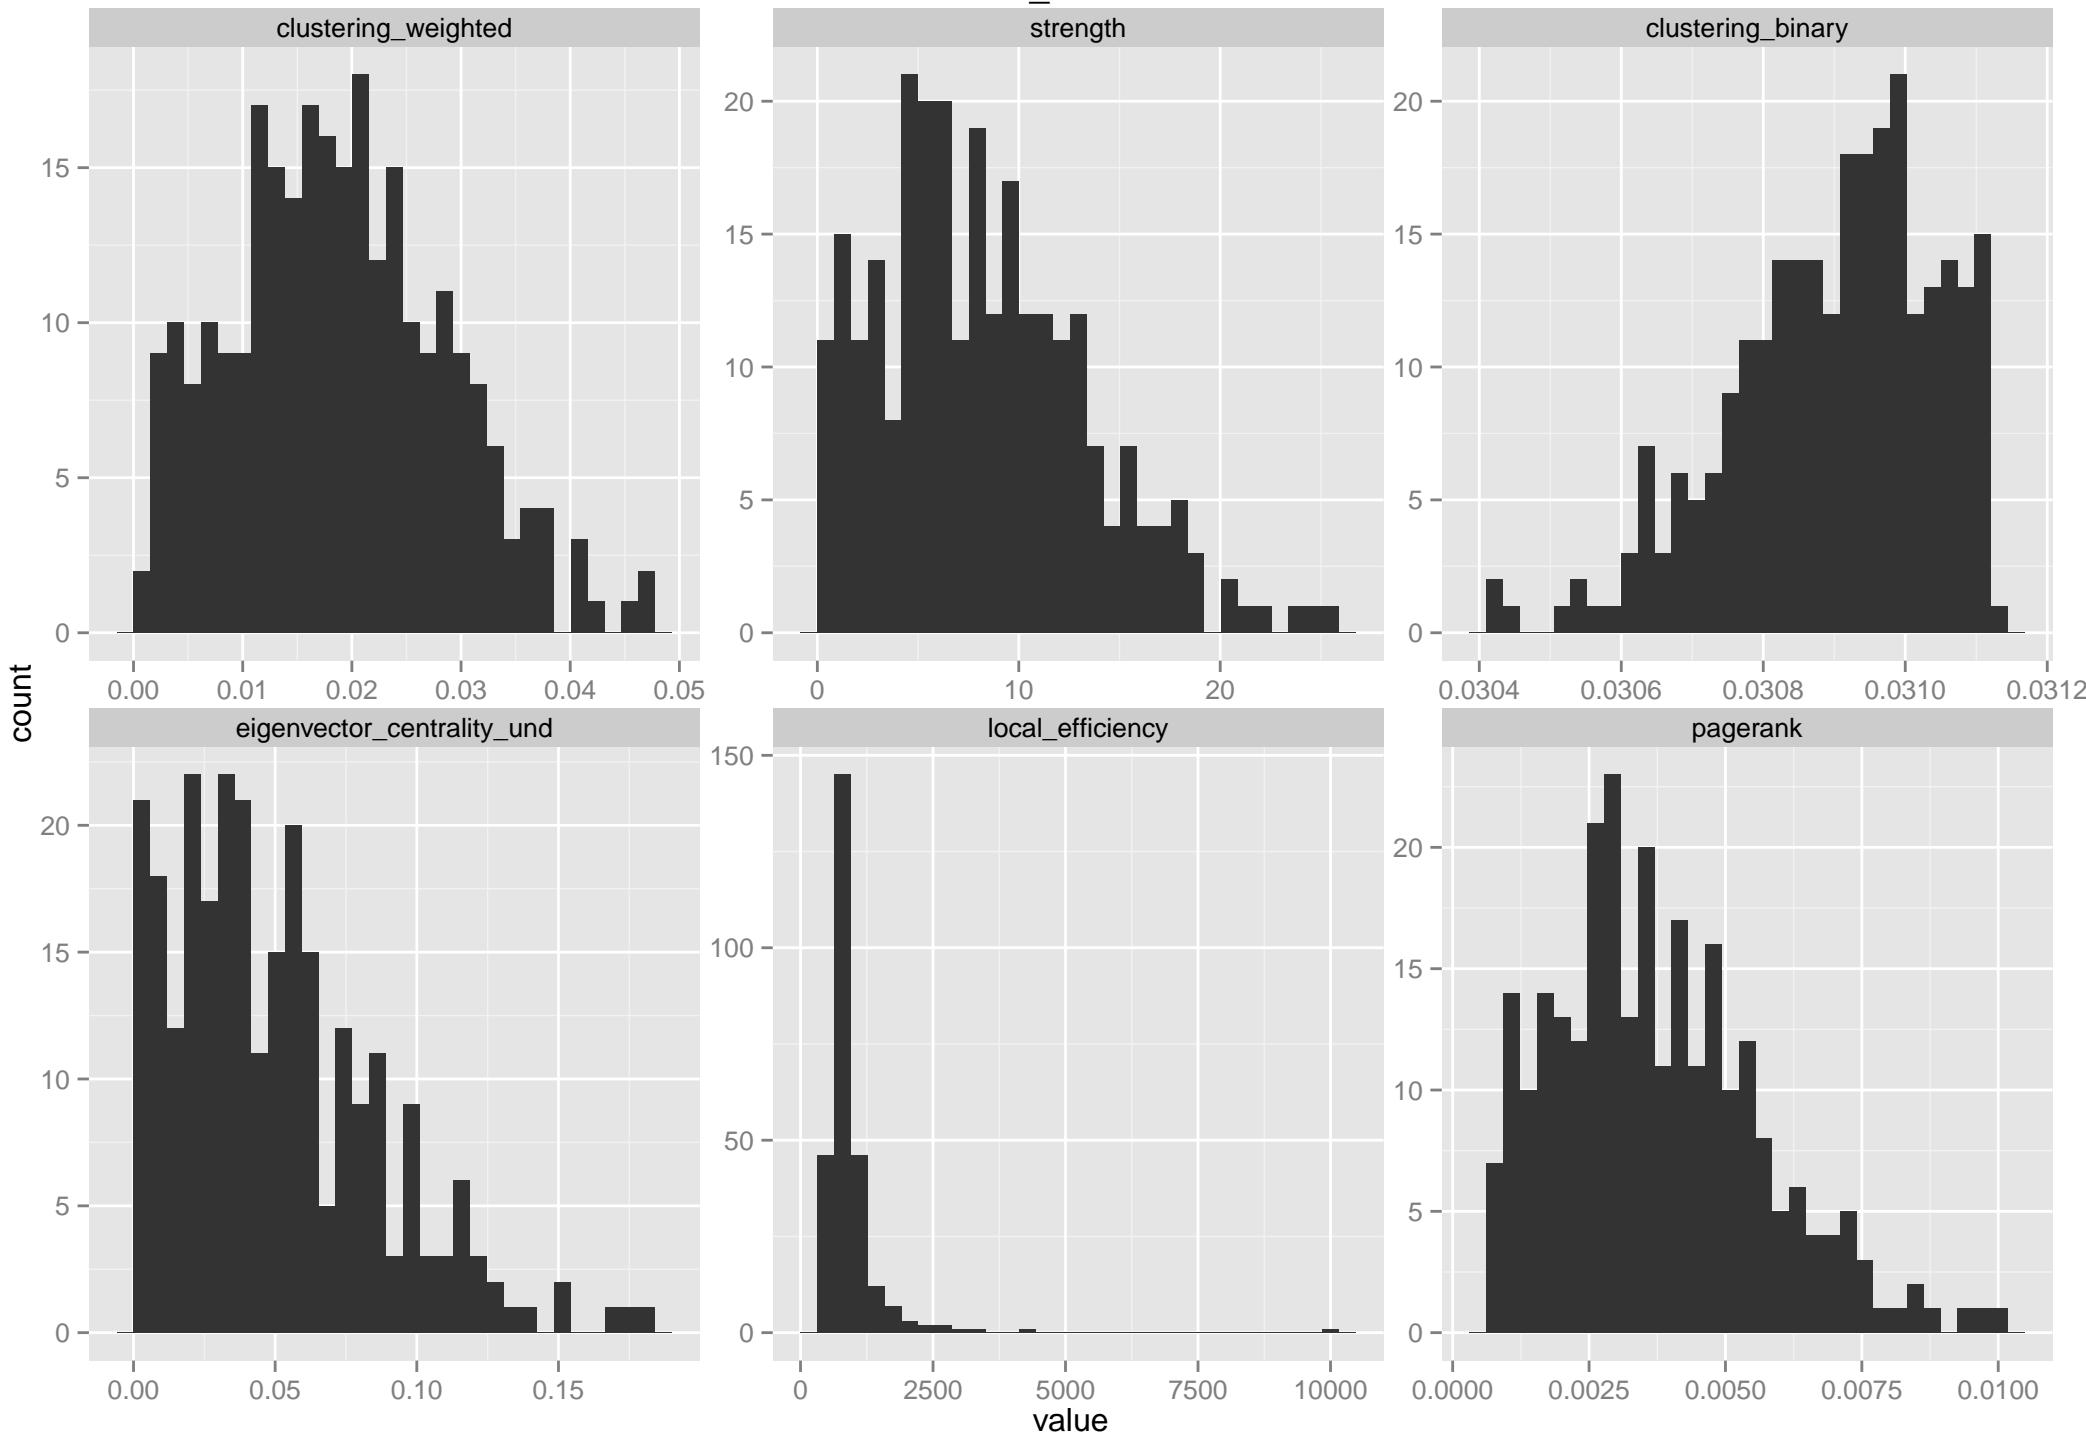 clustering_weighted
strength
clustering_binary
15
10
5
0
20
15
10
5
0
20
15
10
5
0
0.00 0.01 0.02 0.03 0.04 0.05
0 10 20
0.0304 0.0306 0.0308 0.0310 0.0312
count
eigenvector_centrality_und
local_efficiency
pagerank
20
15
10
5
0
150
100
50
0
20
15
10
5
0
0.00 0.05 0.10 0.15
0 2500 5000 7500 10000
0.0000 0.0025 0.0050 0.0075 0.0100
value